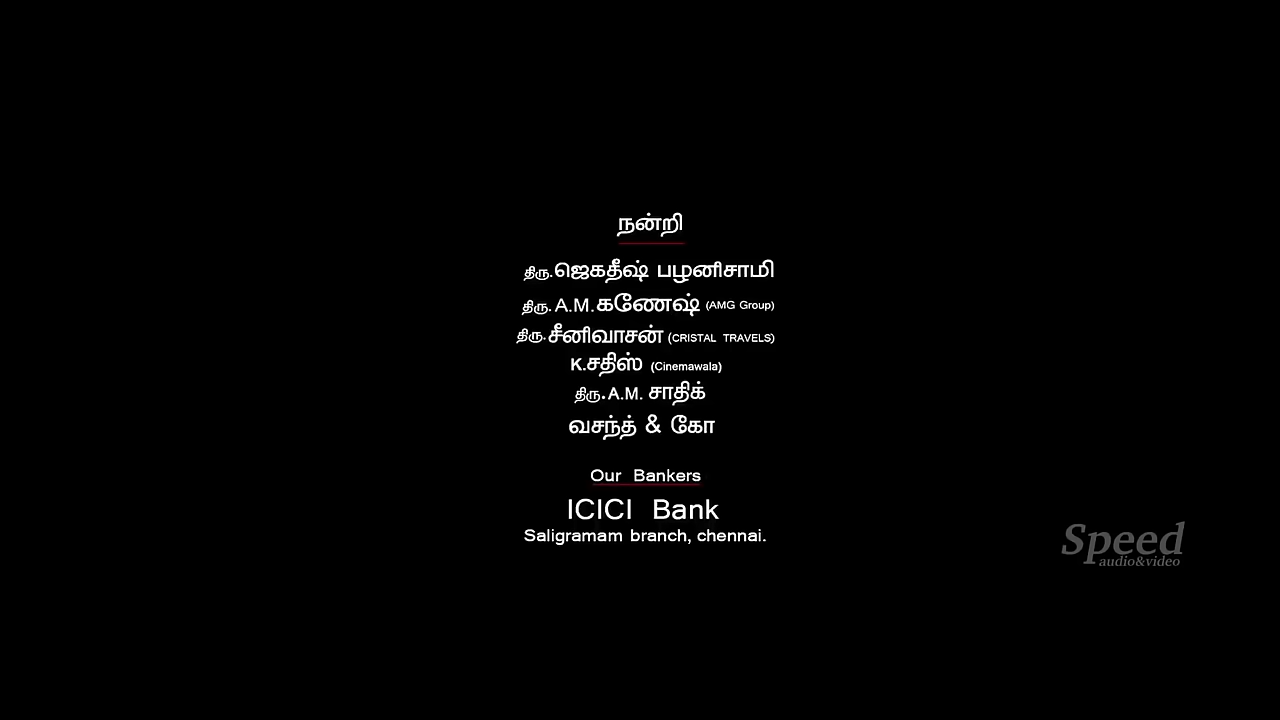 நன்றி
திரு.ஜெகதீஷ் பழனிசாமி
திரு. A.M.கணேஷ் (AMG Group)
திரு.சீனிவாசன் (CRISTAL TRAVELS)
K.சதிஸ் (Cinemawala)
திரு.A.M. சாதிக்
வசந்த் & கோ
Our Bankers
ICICI Bank
Saligramam branch, chennai.
Speed
audio&video